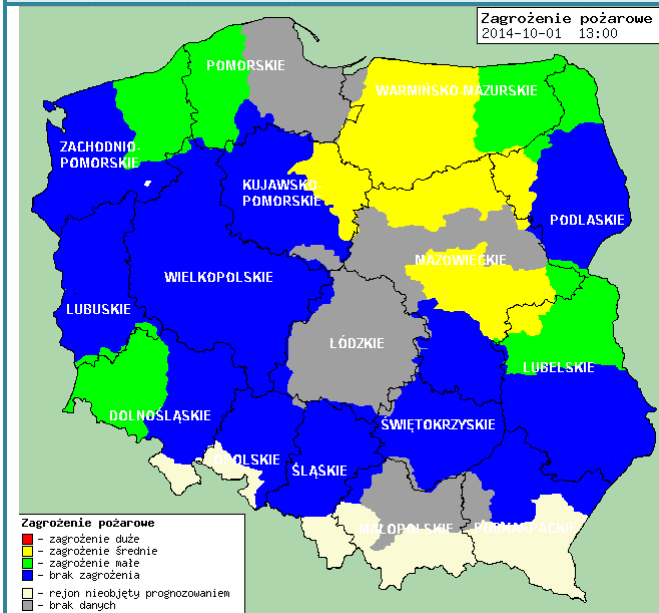 Zagrożenie pożarowe
2014-10-01 13:00
POMORSKIE
WARMIŃSKO-MAZURSKIE
ZACHODNIO-
POMORSKIE
KUJAWSKO-
POMORSKIE
PODLASKIE
MAZOWIECKIE
WIELKOPOLSKIE
LUBUSKIE
ŁÓDZKIE
LUBELSKIE
DOLNOŚLĄSKIE
ŚWIĘTOKRZYSKIE
OPOLSKIE
ŚLĄSKIE
MAŁOPOLSKIE
PODKARPACKIE
Zagrożenie pożarowe
- zagrożenie duże
- zagrożenie średnie
- zagrożenie małe
- brak zagrożenia
- rejon nieobjęty prognozowaniem
- brak danych